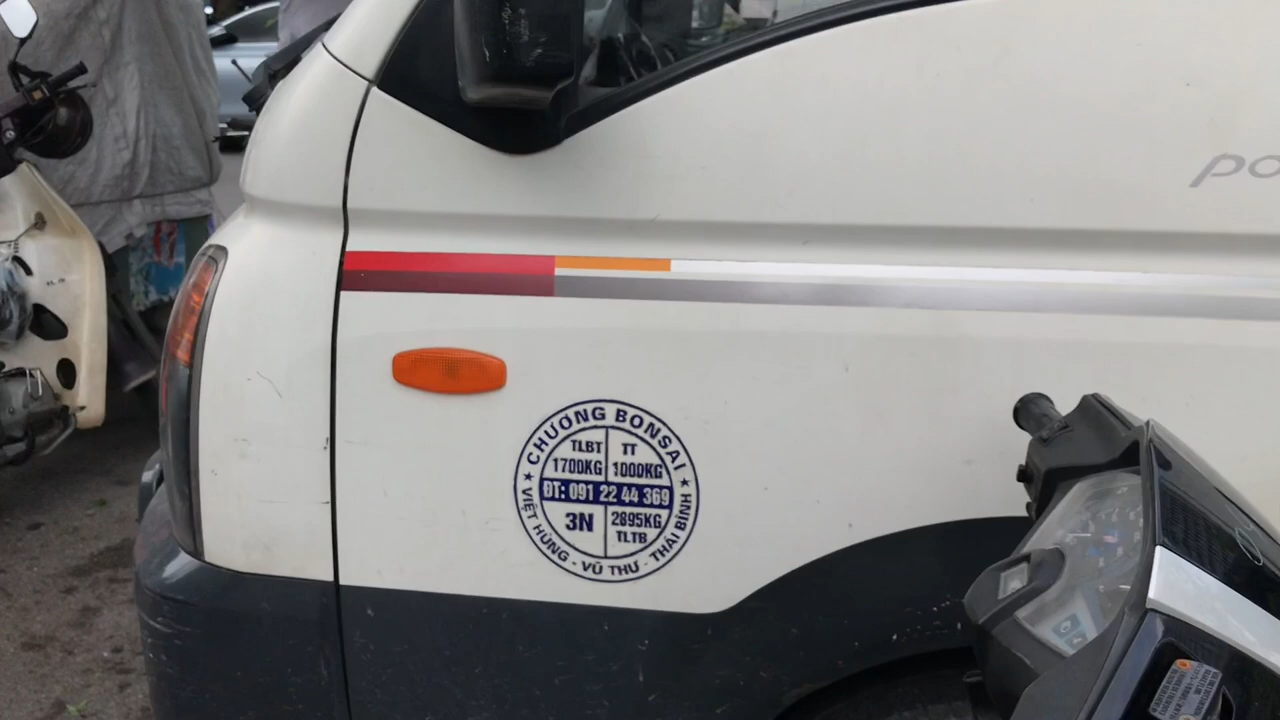 po
CHƯƠNG BONSAI
TLBT
TT
1700KG
1000KG
ĐT: 091 22 44 369
3N
2895KG
TLTB
★ VIỆT HÙNG - VŨ THƯ - THÁI BÌNH ★